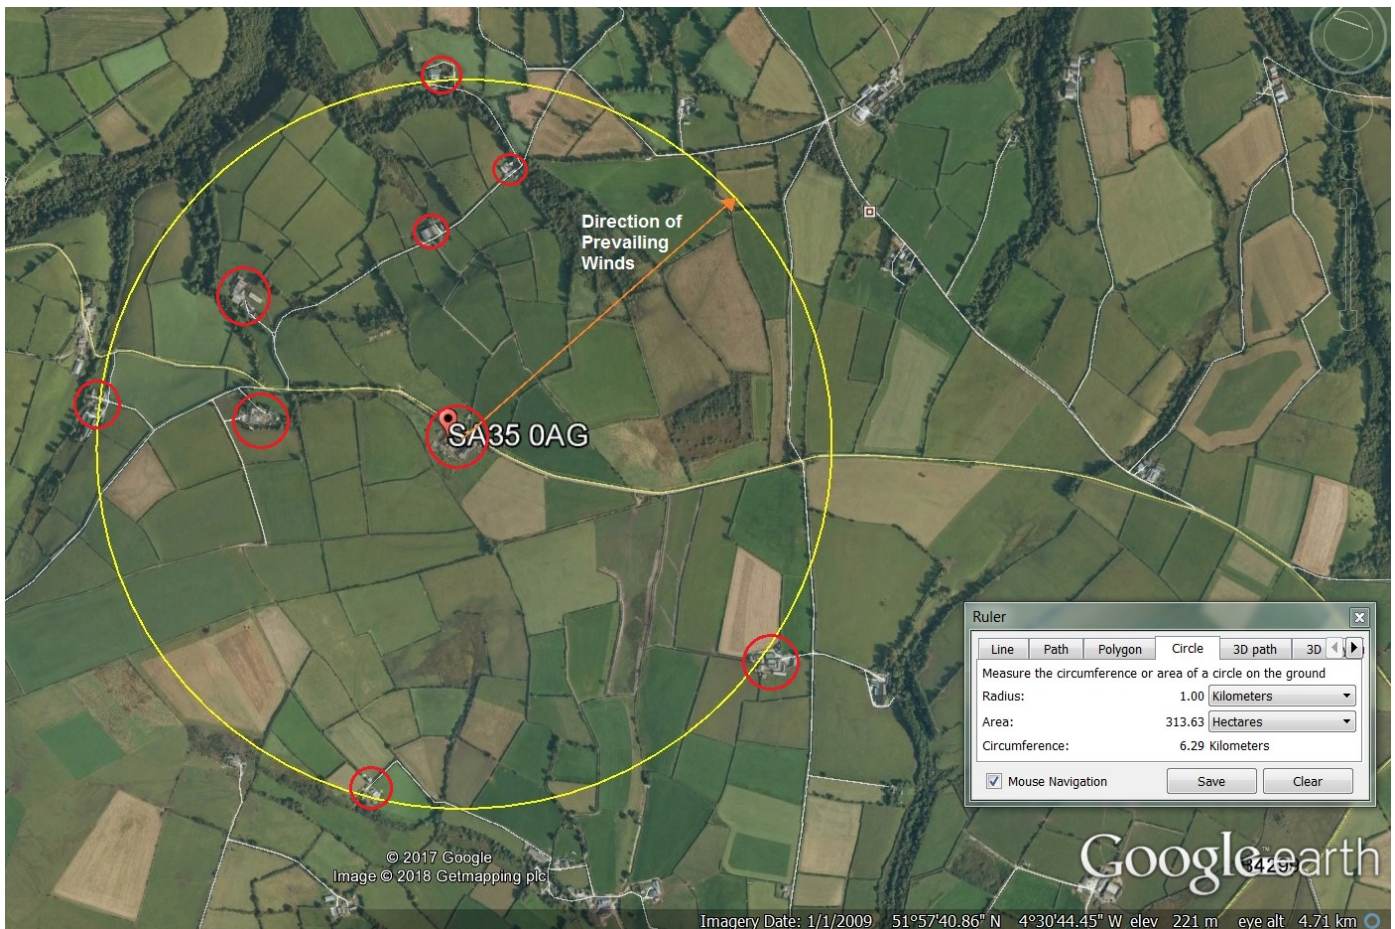 Direction of
Prevailing
Winds
SA35 0AG
Ruler
Line Path Polygon Circle 3D path 3D
Measure the circumference or area of a circle on the ground
Radius: 1.00 Kilometers
Area: 313.63 Hectares
Circumference: 6.29 Kilometers
Mouse Navigation Save Clear
© 2017 Google
Image © 2018 Getmapping plc
Google earth
Imagery Date: 1/1/2009 51°57'40.86" N 4°30'44.45" W elev 221 m eye alt 4.71 km